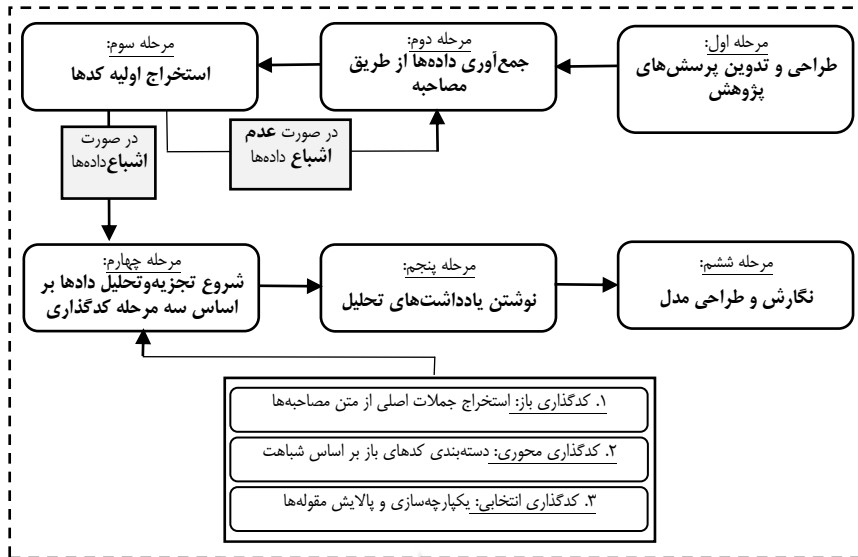 مرحله اول:
طراحی و تدوین پرسش‌های
پژوهش
مرحله دوم:
جمع‌آوری داده‌ها از طریق
مصاحبه
مرحله سوم:
استخراج اولیه کدها
در صورت عدم
اشباع داده‌ها
در صورت
اشباع‌داده‌ها
مرحله چهارم:
شروع تجزیه‌وتحلیل دادها بر
اساس سه مرحله کدگذاری
مرحله پنجم:
نوشتن یادداشت‌های تحلیل
مرحله ششم:
نگارش و طراحی مدل
۱. کدگذاری باز: استخراج جملات اصلی از متن مصاحبه‌ها
۲. کدگذاری محوری: دسته‌بندی کدهای باز بر اساس شباهت
۳. کدگذاری انتخابی: یکپارچه‌سازی و پالایش مقوله‌ها